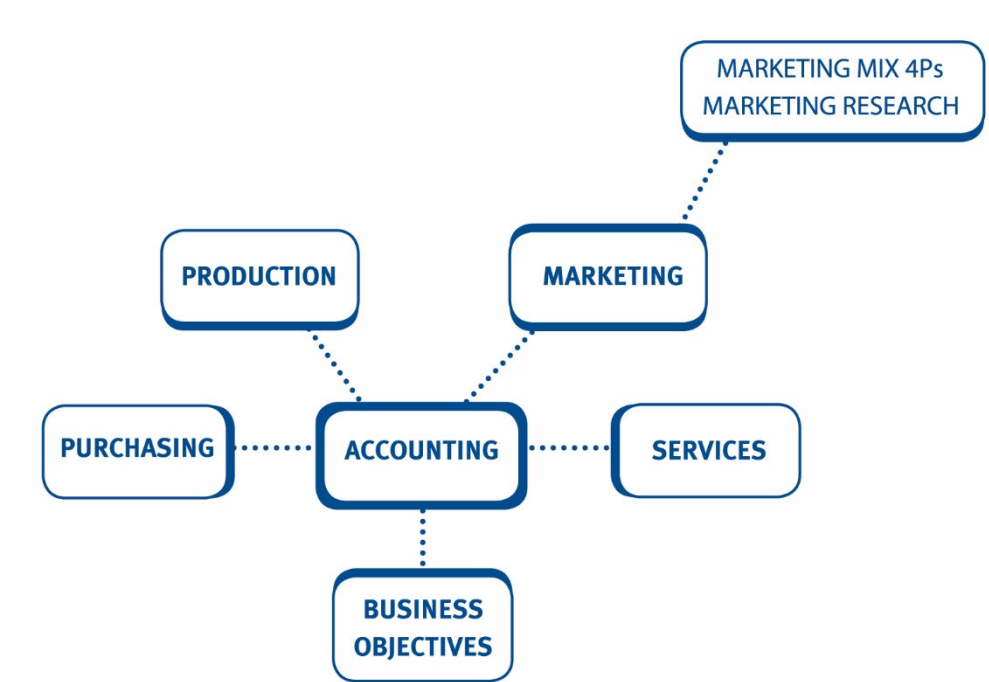 MARKETING MIX 4Ps
MARKETING RESEARCH
PRODUCTION
MARKETING
PURCHASING
ACCOUNTING
SERVICES
BUSINESS
OBJECTIVES